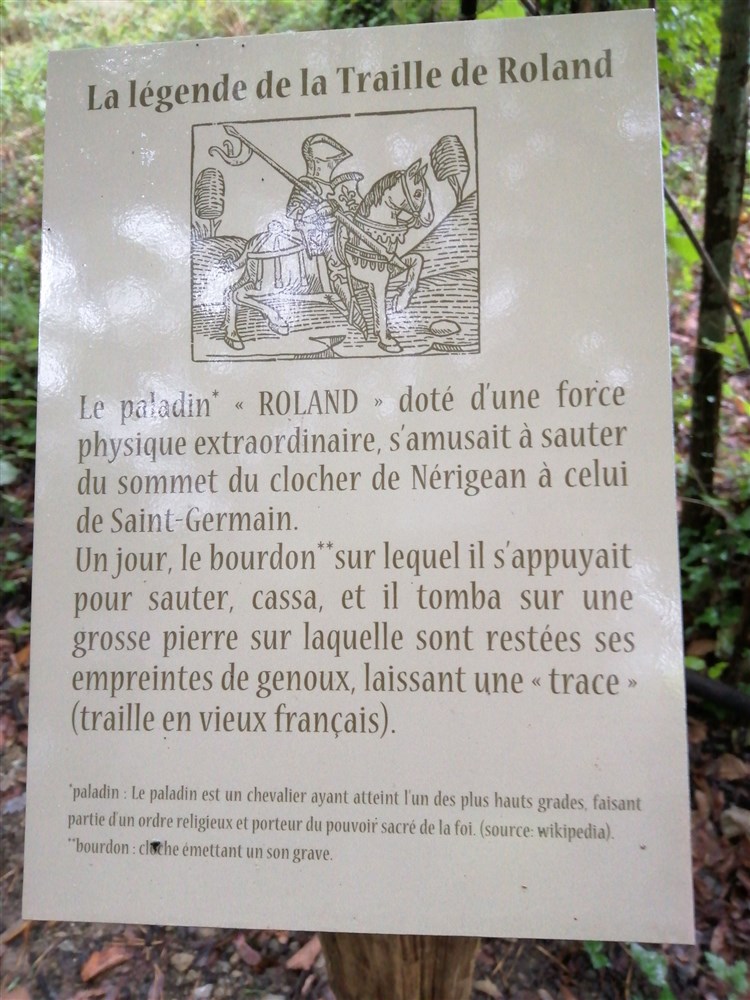 La légende de la Traille de Roland
Le paladin* « ROLAND » doté d'une force
physique extraordinaire, s'amusait à sauter
du sommet du clocher de Nérigean à celui
de Saint-Germain.
Un jour, le bourdon**sur lequel il s'appuyait
pour sauter, cassa, et il tomba sur une
grosse pierre sur laquelle sont restées ses
empreintes de genoux, laissant une « trace »
(traille en vieux français).
*paladin : Le paladin est un chevalier ayant atteint l'un des plus hauts grades, faisant
partie d'un ordre religieux et porteur du pouvoir sacré de la foi. (source: wikipedia).
**bourdon : cloche émettant un son grave.